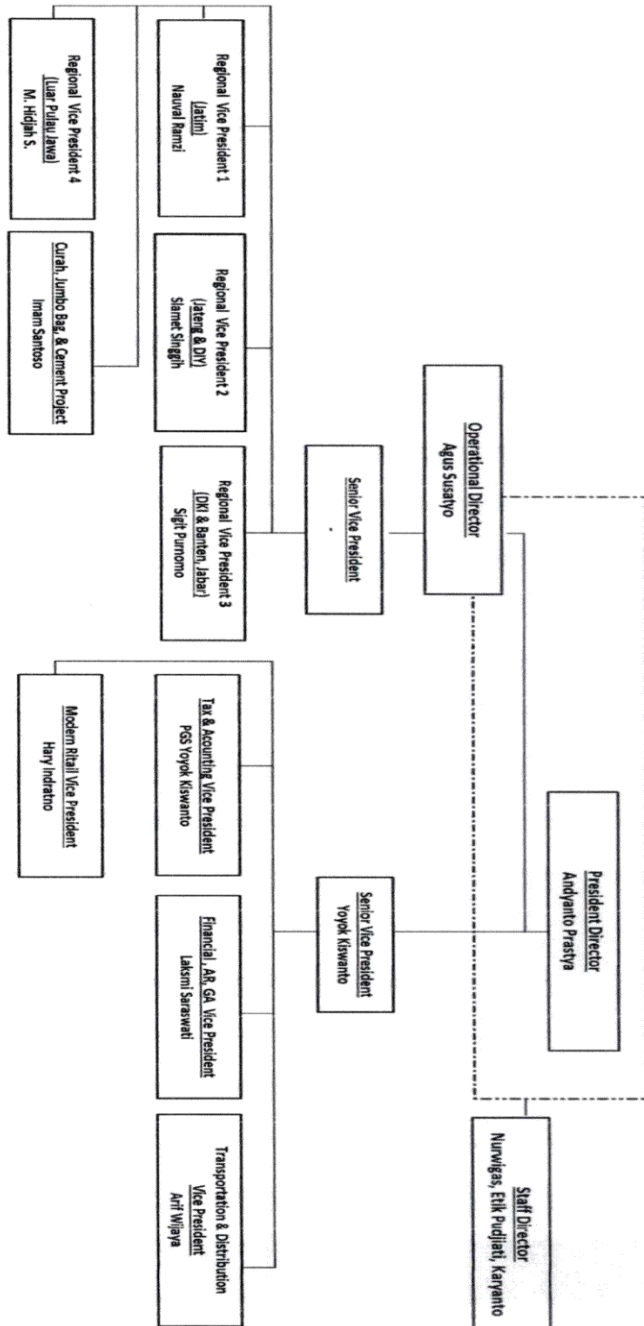 President Director
Andyanto Prastya
Staff Director
Nurwigas, Etik Pudjiati, Karyanto
Operational Director
Agus Susatyo
Senior Vice President
Senior Vice President
Yoyok Kiswanto
Regional Vice President 1
(Jatim)
Nauval Ramzi
Regional Vice President 2
(Jateng & DIY)
Slamet Singgih
Regional Vice President 3
(DKI & Banten, Jabar)
Sigit Purnomo
Tax & Acounting Vice President
PGS Yoyok Kiswanto
Financial , AR, GA Vice President
Laksmi Saraswati
Transportation & Distribution
Vice President
Arif Wijaya
Regional Vice President 4
(Luar Pulau Jawa)
M. Hidjah S.
Curah, Jumbo Bag, & Cement Project
Imam Santoso
Modern Ritail Vice President
Hary Indratno